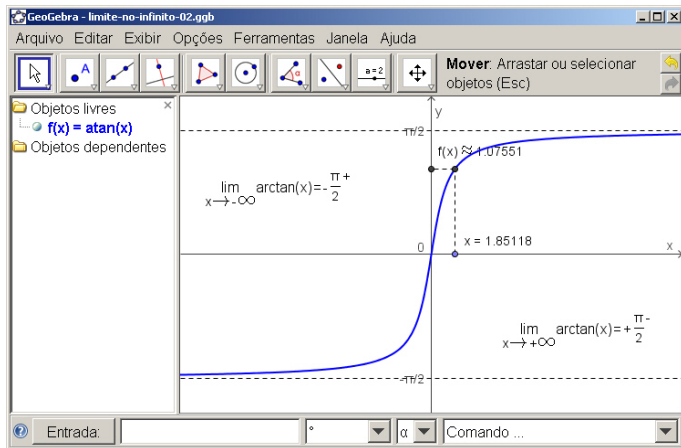 GeoGebra - limite-no-infinito-02.ggb
Arquivo Editar Exibir Opções Ferramentas Janela Ajuda
A
α
a=2
Mover: Arrastar ou selecionar
objetos (Esc)
Objetos livres
f(x) = atan(x)
Objetos dependentes
y
π/2
f(x) ≈ 1.07551
lim arctan(x)=-π/2⁺
x→-∞
x = 1.85118
0
x
lim arctan(x)=+π/2⁻
x→+∞
-π/2
Entrada:
°
α
Comando ...